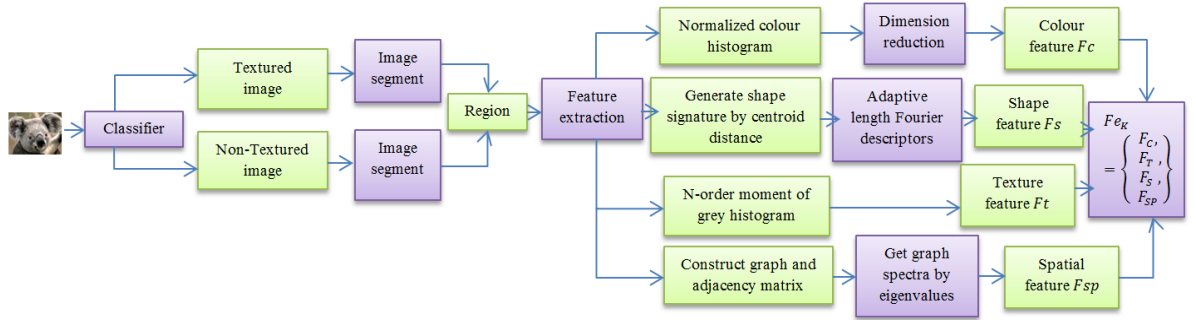 Classifier
Textured
image
Non-Textured
image
Image
segment
Image
segment
Region
Feature
extraction
Normalized colour
histogram
Dimension
reduction
Colour
feature Fc
Generate shape
signature by centroid
distance
Adaptive
length Fourier
descriptors
Shape
feature Fs
N-order moment of
grey histogram
Texture
feature Ft
Construct graph and
adjacency matrix
Get graph
spectra by
eigenvalues
Spatial
feature Fsp
Fe_K
= { F_C ,
F_T ,
F_S ,
F_SP }